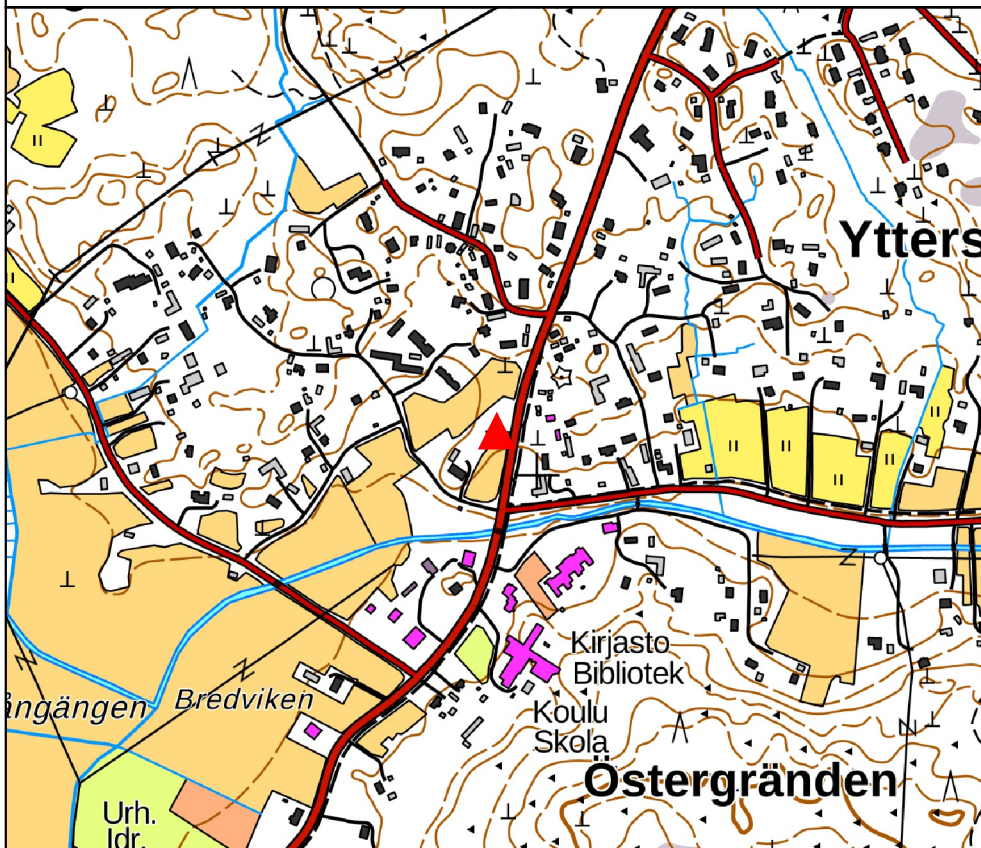 Ytters
Kirjasto
Bibliotek
ångängen
Bredviken
Koulu
Skola
Östergränden
Urh.
Idr.